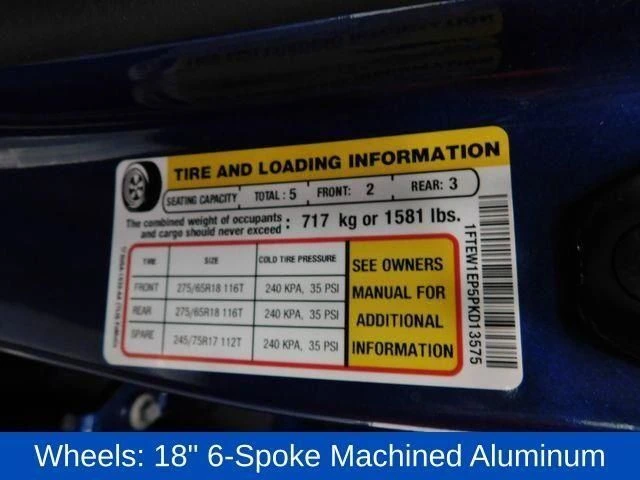 TIRE AND LOADING INFORMATION
SEATING CAPACITY TOTAL: 5 FRONT: 2 REAR: 3
The combined weight of occupants
and cargo should never exceed : 717 kg or 1581 lbs.
TIRE SIZE COLD TIRE PRESSURE
FRONT 275/65R18 116T 240 KPA, 35 PSI
REAR 275/65R18 116T 240 KPA, 35 PSI
SPARE 245/75R17 112T 240 KPA, 35 PSI
SEE OWNERS
MANUAL FOR
ADDITIONAL
INFORMATION
1FTEW1EP5PKD13575
Wheels: 18" 6-Spoke Machined Aluminum